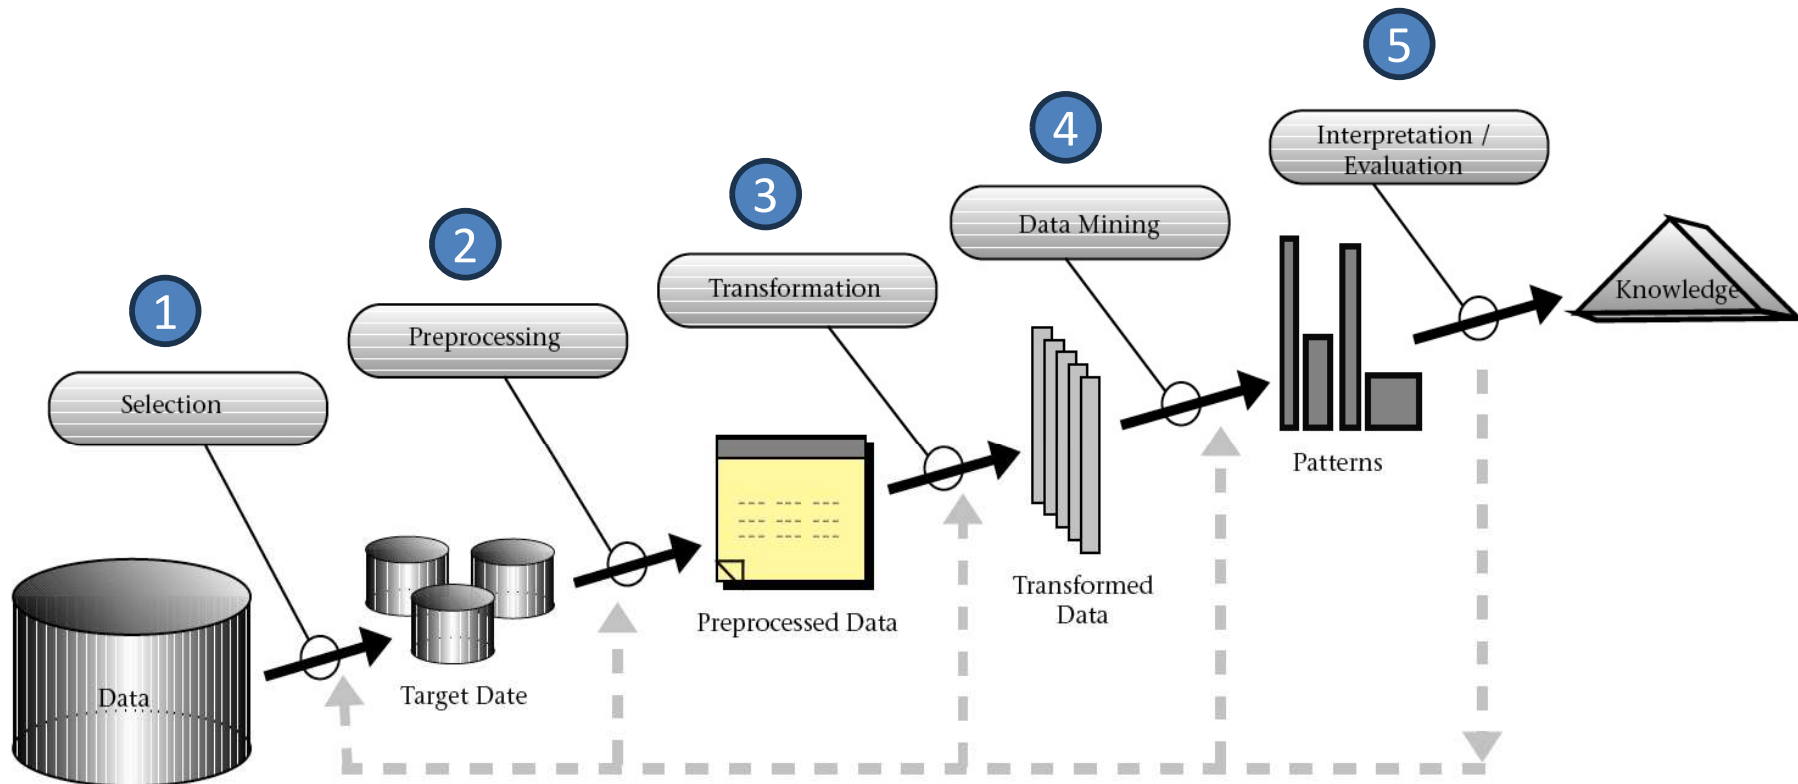 1
Selection
Data
2
Preprocessing
Target Date
3
Transformation
Preprocessed Data
4
Data Mining
Transformed
Data
5
Interpretation /
Evaluation
Patterns
Knowledge